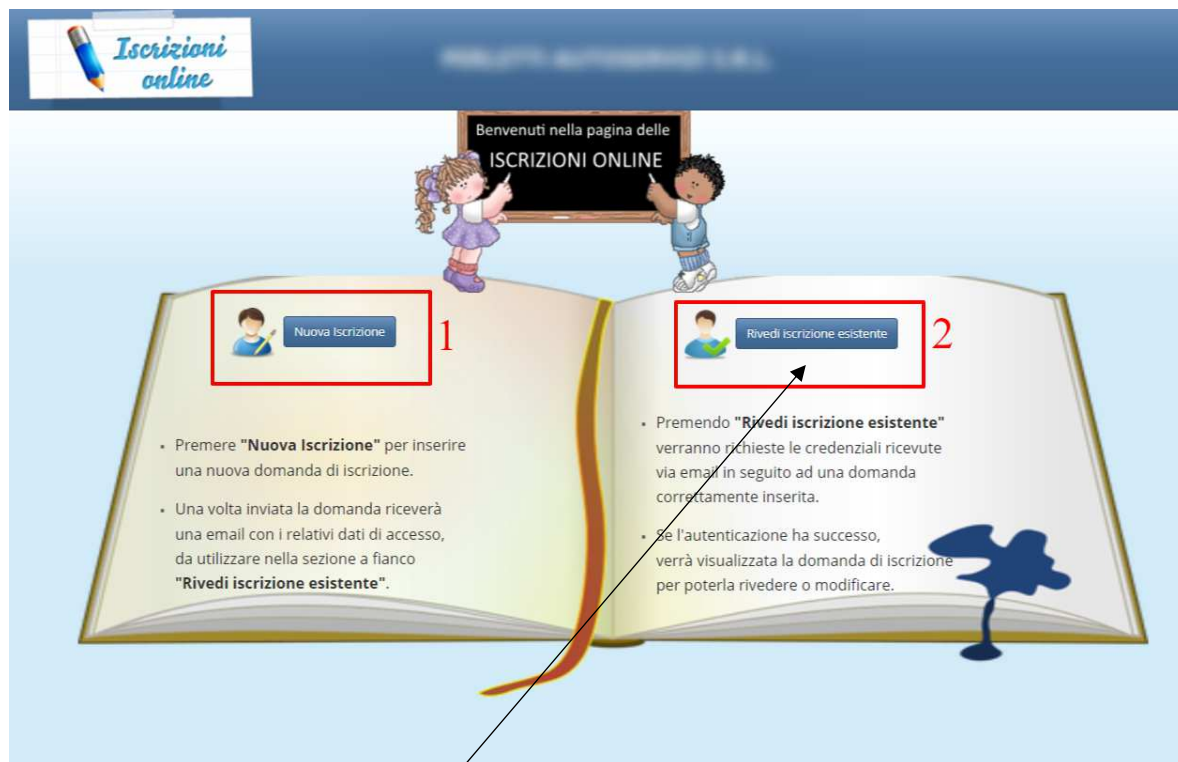 Iscrizioni
online
Benvenuti nella pagina delle
ISCRIZIONI ONLINE
Nuova Iscrizione
1
• Premere "Nuova Iscrizione" per inserire
una nuova domanda di iscrizione.
• Una volta inviata la domanda riceverà
una email con i relativi dati di accesso,
da utilizzare nella sezione a fianco
"Rivedi iscrizione esistente".
Rivedi iscrizione esistente
2
• Premendo "Rivedi iscrizione esistente"
verranno richieste le credenziali ricevute
via email in seguito ad una domanda
correttamente inserita.
• Se l'autenticazione ha successo,
verrà visualizzata la domanda di iscrizione
per poterla rivedere o modificare.